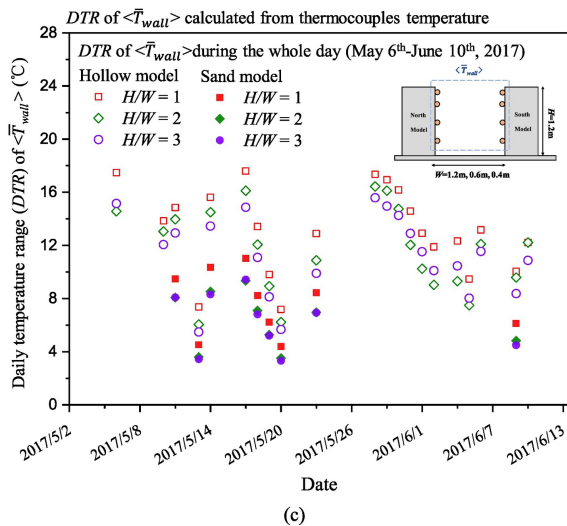 DTR of <T̅wall> calculated from thermocouples temperature
DTR of <T̅wall>during the whole day (May 6th-June 10th, 2017)
Hollow model Sand model
H/W = 1 H/W = 1
H/W = 2 H/W = 2
H/W = 3 H/W = 3
<T̅wall>
North Model
South Model
H=1.2m
W=1.2m, 0.6m, 0.4m
Daily temperature range (DTR) of <T̅wall> (℃)
28
24
20
16
12
8
4
0
2017/5/2 2017/5/8 2017/5/14 2017/5/20 2017/5/26 2017/6/1 2017/6/7 2017/6/13
Date
(c)